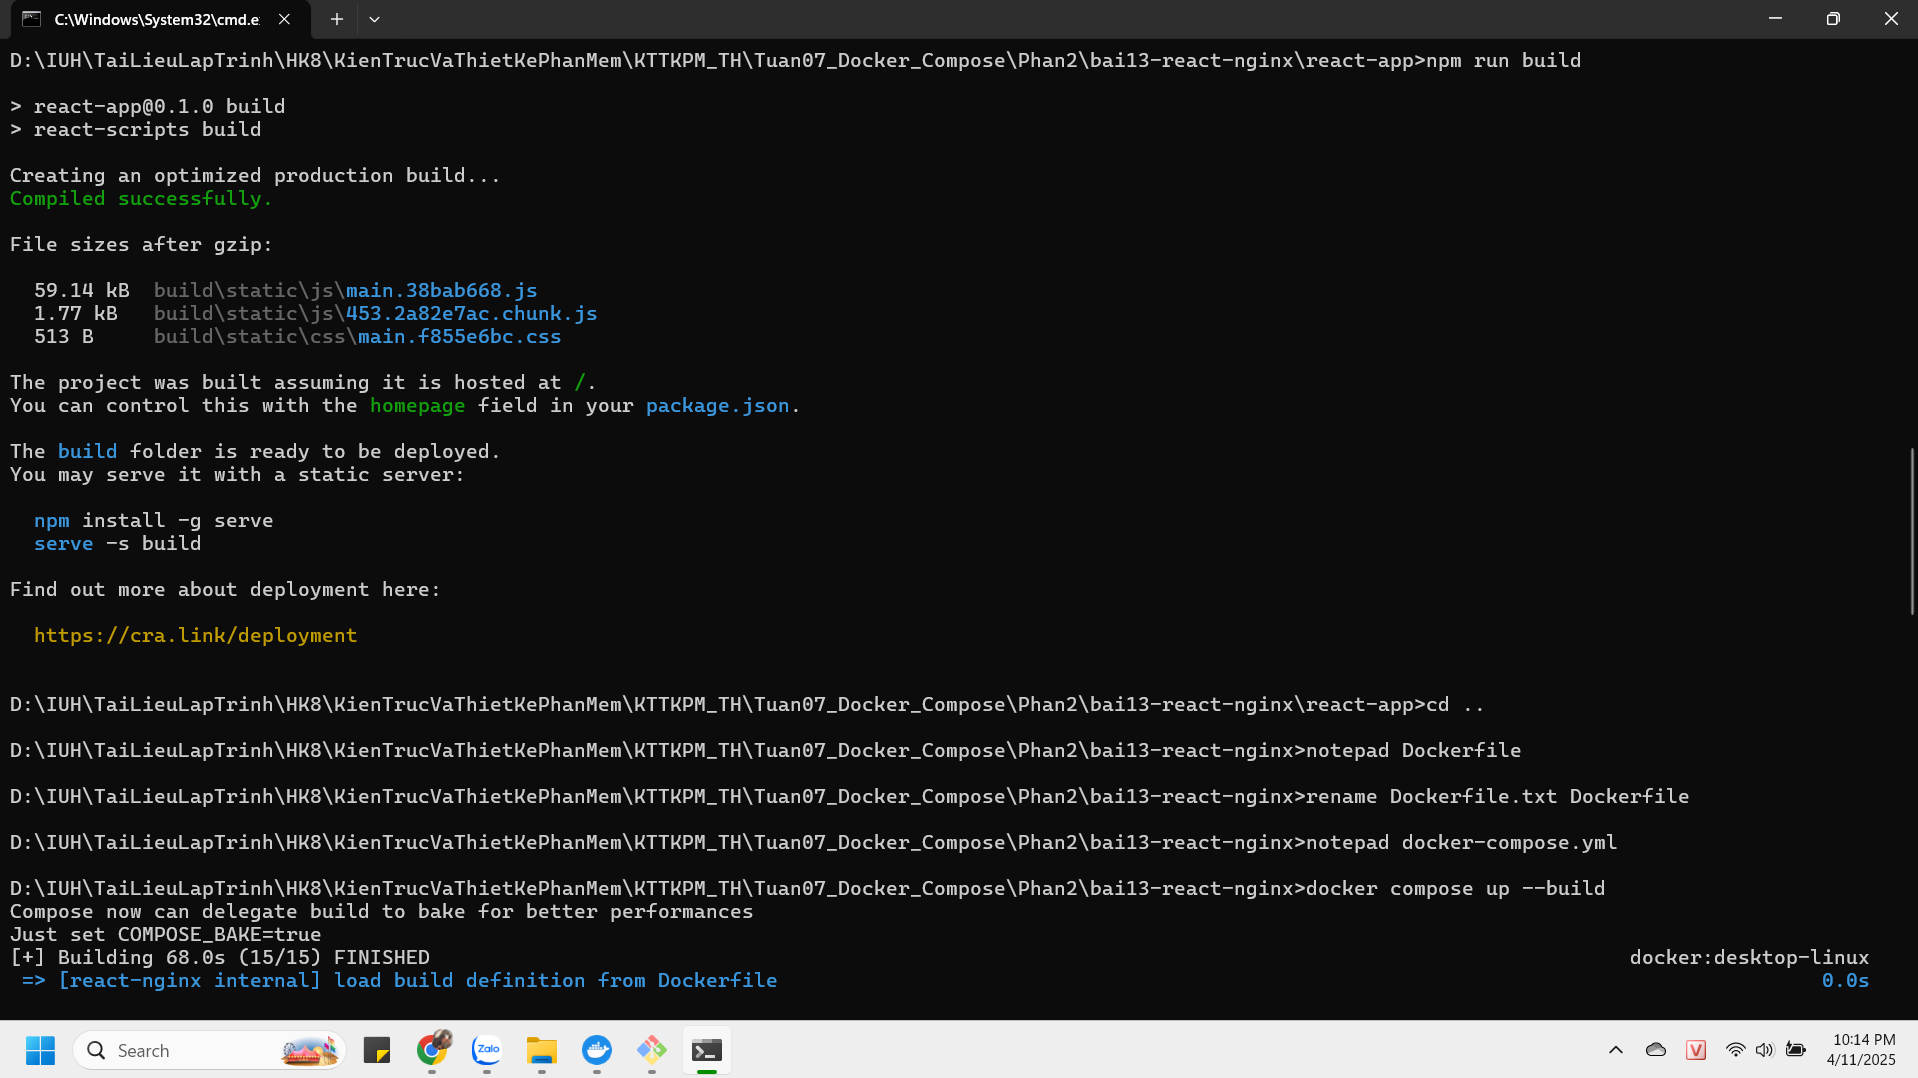 C:\Windows\System32\cmd.e
D:\IUH\TaiLieuLapTrinh\HK8\KienTrucVaThietKePhanMem\KTTKPM_TH\Tuan07_Docker_Compose\Phan2\bai13-react-nginx\react-app>npm run build
> react-app@0.1.0 build
> react-scripts build
Creating an optimized production build...
Compiled successfully.
File sizes after gzip:
59.14 kB  build\static\js\main.38bab668.js
1.77 kB   build\static\js\453.2a82e7ac.chunk.js
513 B     build\static\css\main.f855e6bc.css
The project was built assuming it is hosted at /.
You can control this with the homepage field in your package.json.
The build folder is ready to be deployed.
You may serve it with a static server:
npm install -g serve
serve -s build
Find out more about deployment here:
https://cra.link/deployment
D:\IUH\TaiLieuLapTrinh\HK8\KienTrucVaThietKePhanMem\KTTKPM_TH\Tuan07_Docker_Compose\Phan2\bai13-react-nginx\react-app>cd ..
D:\IUH\TaiLieuLapTrinh\HK8\KienTrucVaThietKePhanMem\KTTKPM_TH\Tuan07_Docker_Compose\Phan2\bai13-react-nginx>notepad Dockerfile
D:\IUH\TaiLieuLapTrinh\HK8\KienTrucVaThietKePhanMem\KTTKPM_TH\Tuan07_Docker_Compose\Phan2\bai13-react-nginx>rename Dockerfile.txt Dockerfile
D:\IUH\TaiLieuLapTrinh\HK8\KienTrucVaThietKePhanMem\KTTKPM_TH\Tuan07_Docker_Compose\Phan2\bai13-react-nginx>notepad docker-compose.yml
D:\IUH\TaiLieuLapTrinh\HK8\KienTrucVaThietKePhanMem\KTTKPM_TH\Tuan07_Docker_Compose\Phan2\bai13-react-nginx>docker compose up --build
Compose now can delegate build to bake for better performances
Just set COMPOSE_BAKE=true
[+] Building 68.0s (15/15) FINISHED docker:desktop-linux
=> [react-nginx internal] load build definition from Dockerfile 0.0s
Search
Zalo
V
10:14 PM
4/11/2025